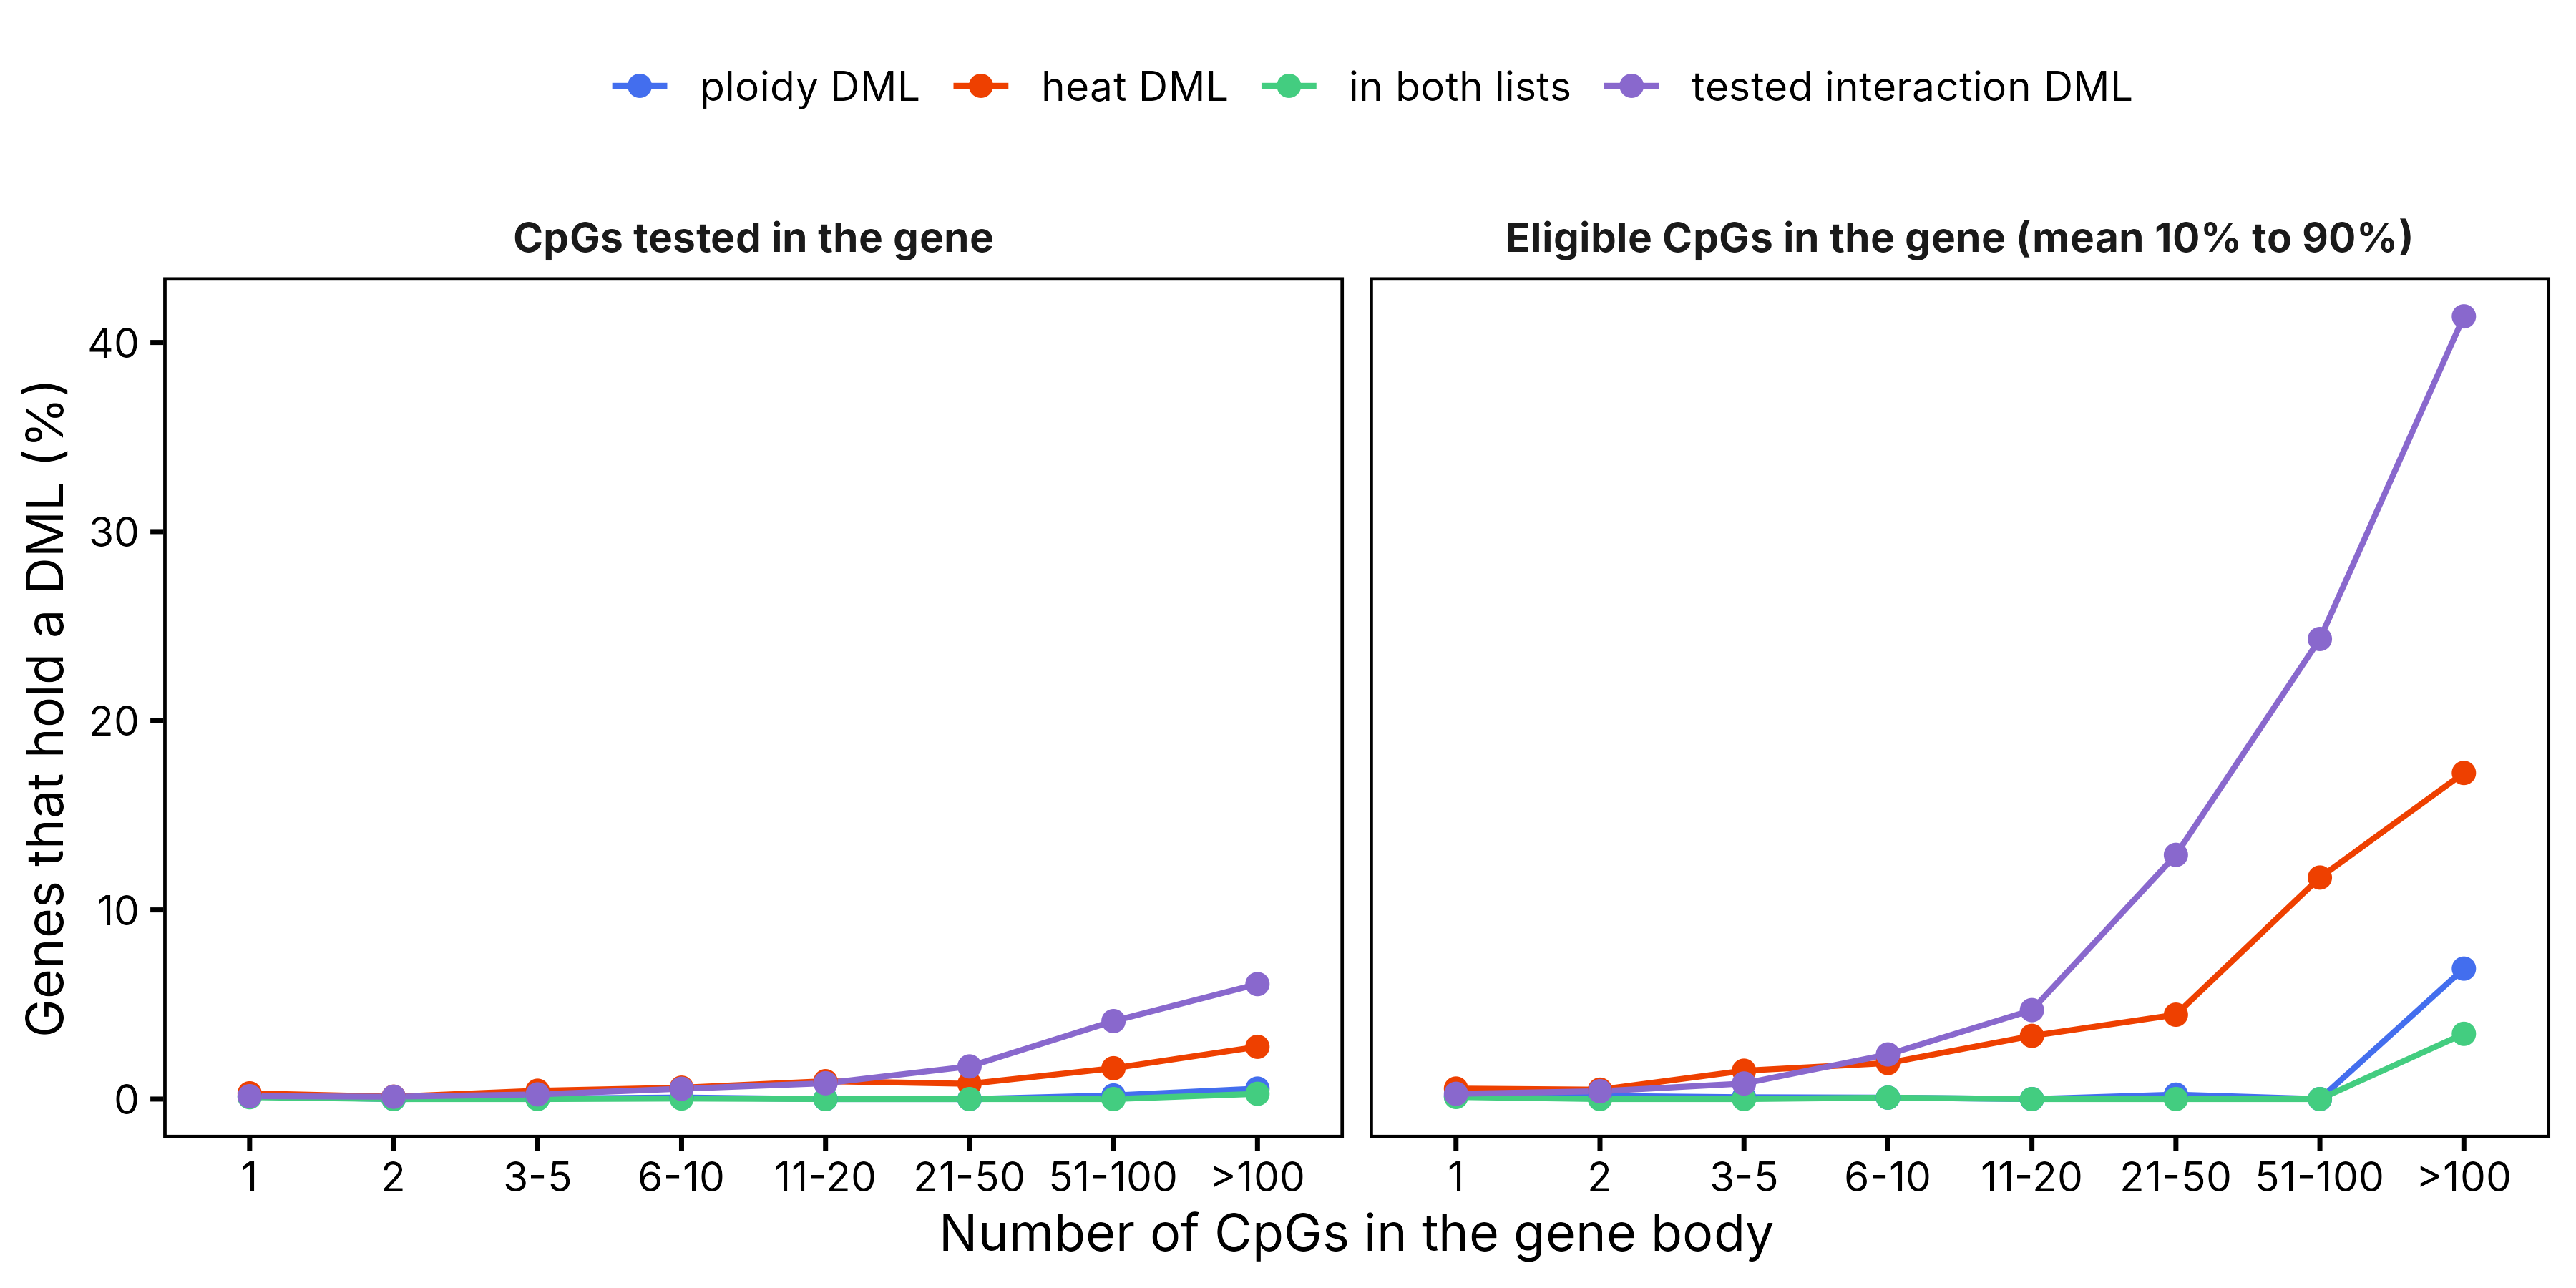 ploidy DML heat DML in both lists tested interaction DML
CpGs tested in the gene
Eligible CpGs in the gene (mean 10% to 90%)
Genes that hold a DML (%)
40
30
20
10
0
1 2 3-5 6-10 11-20 21-50 51-100 >100
1 2 3-5 6-10 11-20 21-50 51-100 >100
Number of CpGs in the gene body